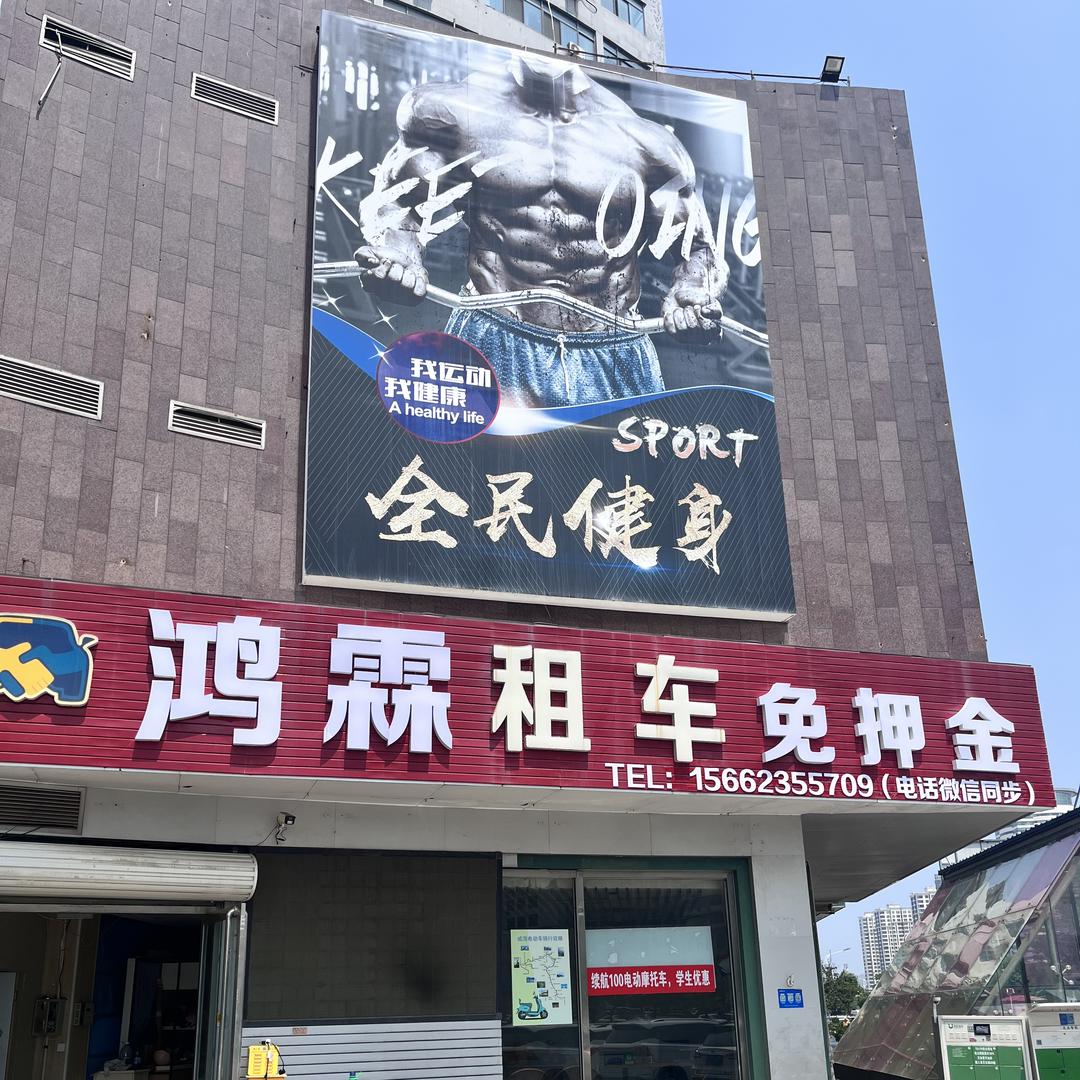 KEE
OING
我运动
我健康
A healthy life
SPORT
全民健身
鸿霖租车免押金
TEL: 15662355709(电话微信同步)
续航100电动摩托车,学生优惠